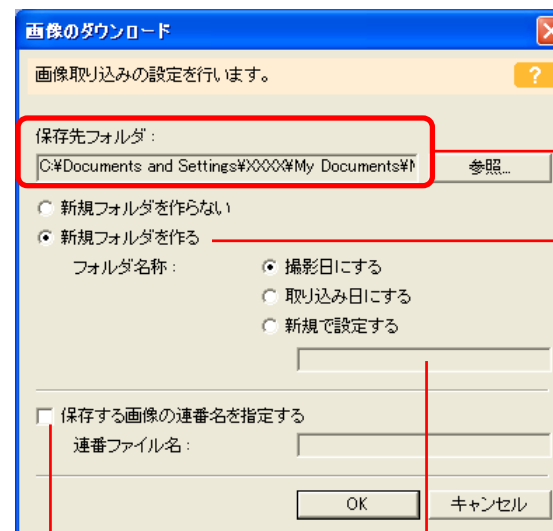 画像のダウンロード
画像取り込みの設定を行います。
?
保存先フォルダ：
C:¥Documents and Settings¥XXXX¥My Documents¥
参照...
新規フォルダを作らない
新規フォルダを作る
フォルダ名称：
撮影日にする
取り込み日にする
新規で設定する
保存する画像の連番名を指定する
連番ファイル名：
OK
キャンセル